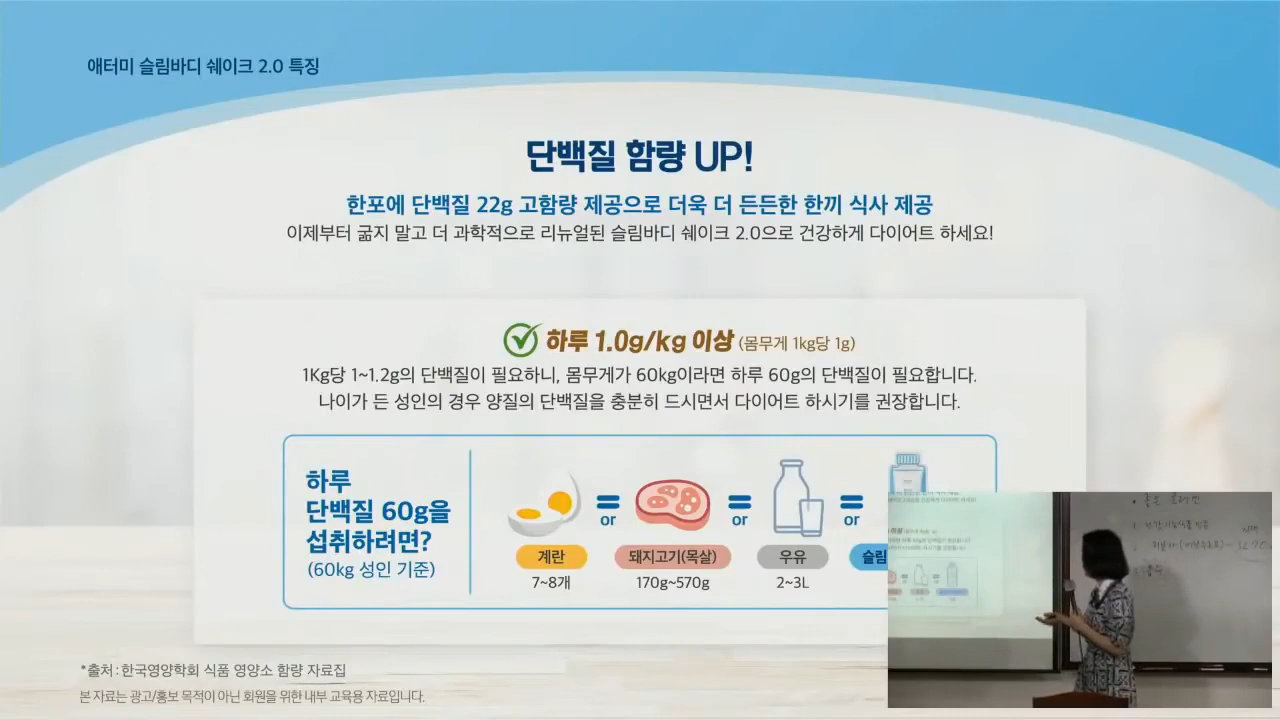 애터미 슬림바디 쉐이크 2.0 특징
단백질 함량 UP!
한포에 단백질 22g 고함량 제공으로 더욱 더 든든한 한끼 식사 제공
이제부터 굶지 말고 더 과학적으로 리뉴얼된 슬림바디 쉐이크 2.0으로 건강하게 다이어트 하세요!
하루 1.0g/kg 이상 (몸무게 1kg당 1g)
1Kg당 1~1.2g의 단백질이 필요하니, 몸무게가 60kg이라면 하루 60g의 단백질이 필요합니다.
나이가 든 성인의 경우 양질의 단백질을 충분히 드시면서 다이어트 하시기를 권장합니다.
하루
단백질 60g을
섭취하려면?
(60kg 성인 기준)
or or or
계란 돼지고기(목살) 우유 슬림
7~8개 170g~570g 2~3L
*출처 : 한국영양학회 식품 영양소 함량 자료집
본 자료는 광고/홍보 목적이 아닌 회원을 위한 내부 교육용 자료입니다.